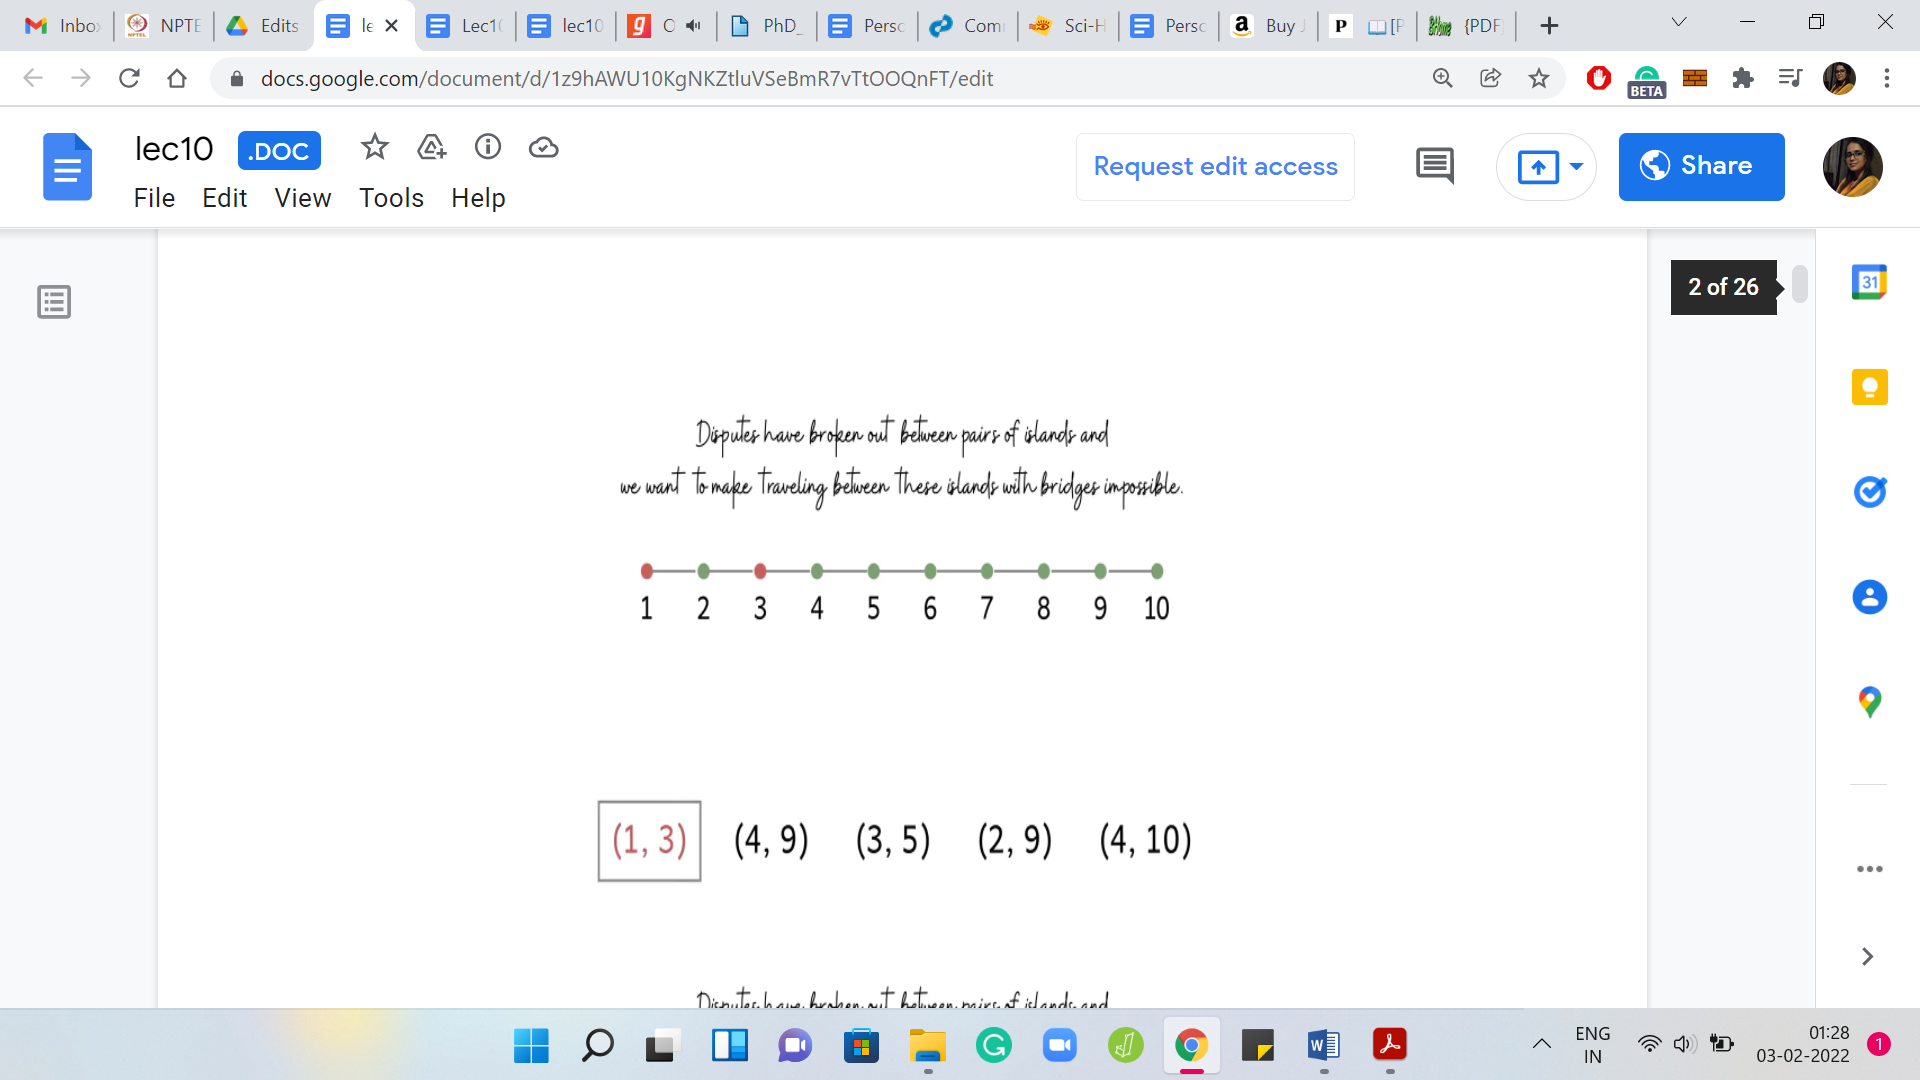 Inbo
NPTE
Edits
le
Lec1
lec10
O
PhD_
Perso
Com
Sci-H
Perso
Buy J
[P
{PDF
docs.google.com/document/d/1z9hAWU10KgNKZtluVSeBmR7vTtOOQnFT/edit
BETA
lec10
.DOC
Request edit access
Share
File Edit View Tools Help
2 of 26
31
Disputes have broken out between pairs of islands and
we want to make traveling between these islands with bridges impossible.
1 2 3 4 5 6 7 8 9 10
(1, 3) (4, 9) (3, 5) (2, 9) (4, 10)
Disputes have broken out between pairs of islands and
ENG
IN
01:28
03-02-2022
1